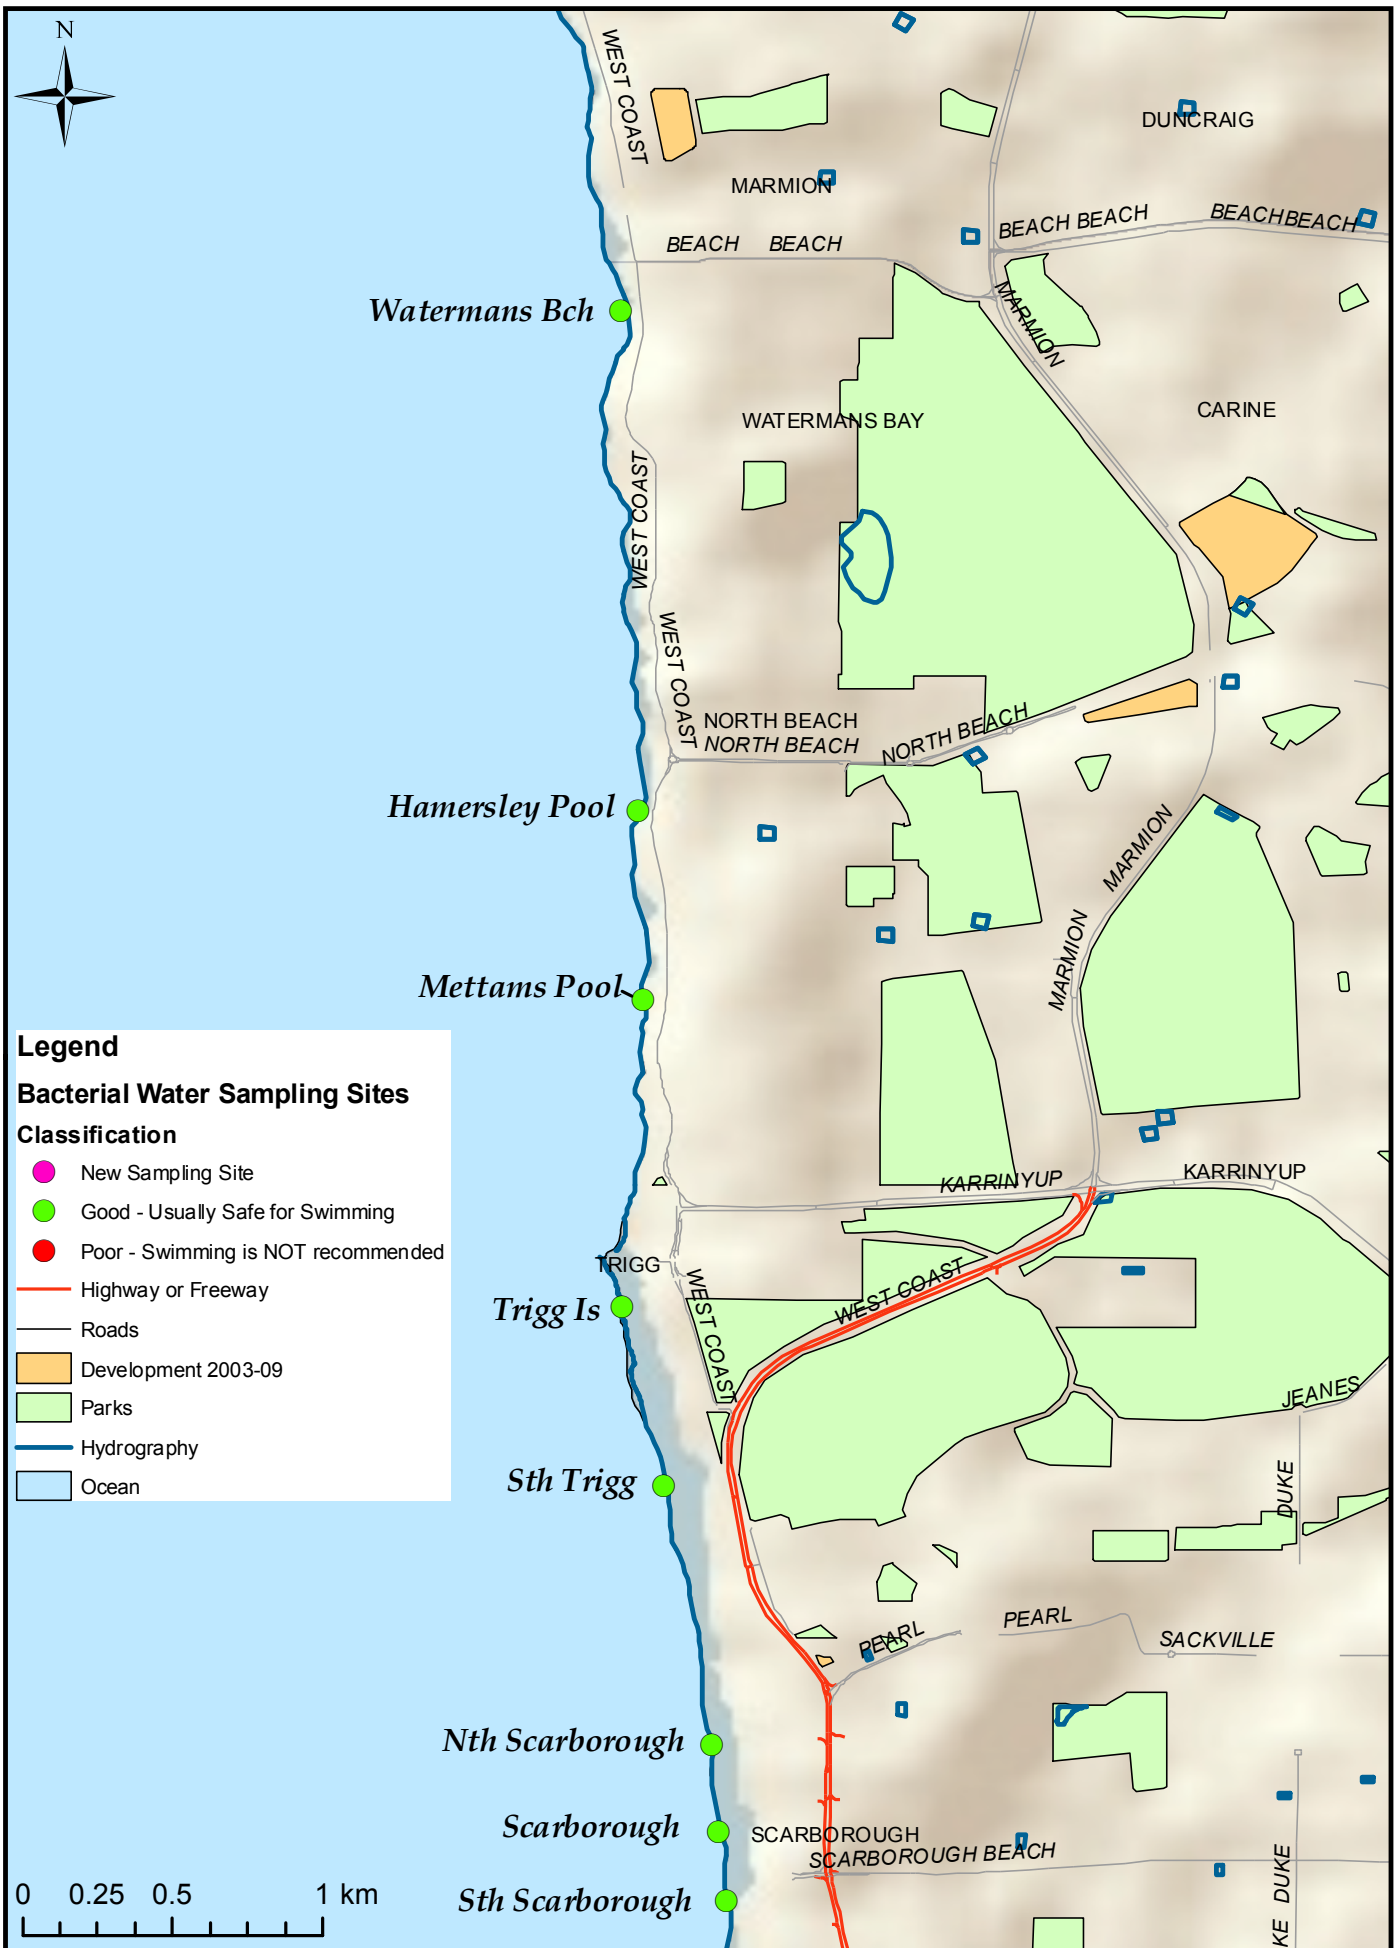 N
WEST COAST
DUNCRAIG
MARMION
BEACH BEACH
BEACH BEACH
BEACH BEACH
Watermans Bch
MARMION
CARINE
WATERMANS BAY
WEST COAST
WEST COAST
NORTH BEACH
NORTH BEACH
NORTH BEACH
Hamersley Pool
MARMION
MARMION
Mettams Pool
Legend
Bacterial Water Sampling Sites
Classification
New Sampling Site
Good - Usually Safe for Swimming
Poor - Swimming is NOT recommended
Highway or Freeway
Roads
Development 2003-09
Parks
Hydrography
Ocean
KARRINYUP
KARRINYUP
TRIGG
WEST COAST
WEST COAST
Trigg Is
JEANES
Sth Trigg
DUKE
PEARL
PEARL
SACKVILLE
Nth Scarborough
Scarborough
SCARBOROUGH
SCARBOROUGH BEACH
DUKE
KE
Sth Scarborough
0 0.25 0.5 1 km